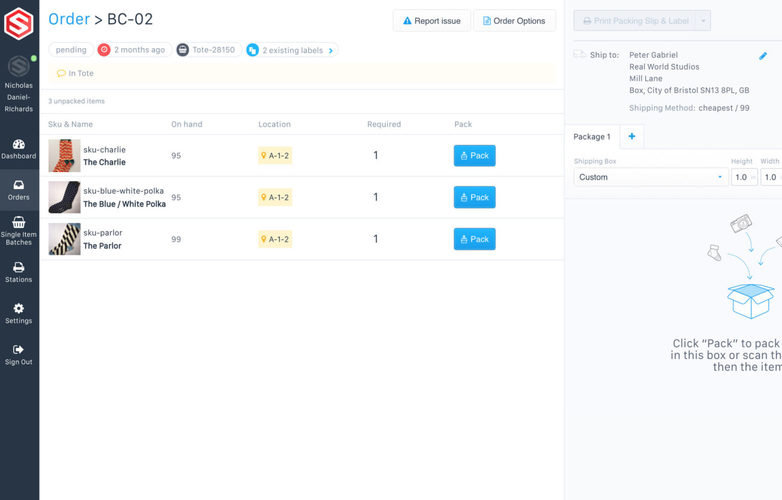 Order > BC-02
Report issue
Order Options
pending
2 months ago
Tote-28150
2 existing labels
In Tote
3 unpacked items
Sku & Name On hand Location Required Pack
sku-charlie
The Charlie
95 A-1-2 1 Pack
sku-blue-white-polka
The Blue / White Polka
95 A-1-2 1 Pack
sku-parlor
The Parlor
99 A-1-2 1 Pack
Nicholas
Daniel-
RIchards
Dashboard
Orders
Single Item
Batches
Stations
Settings
Sign Out
Print Packing Slip & Label
Ship to:
Peter Gabriel
Real World Studios
Mill Lane
Box, City of Bristol SN13 8PL, GB
Shipping Method: cheapest / 99
Package 1 +
Shipping Box Height Width
Custom 1.0 1.0
Click “Pack” to pack
in this box or scan th
then the item